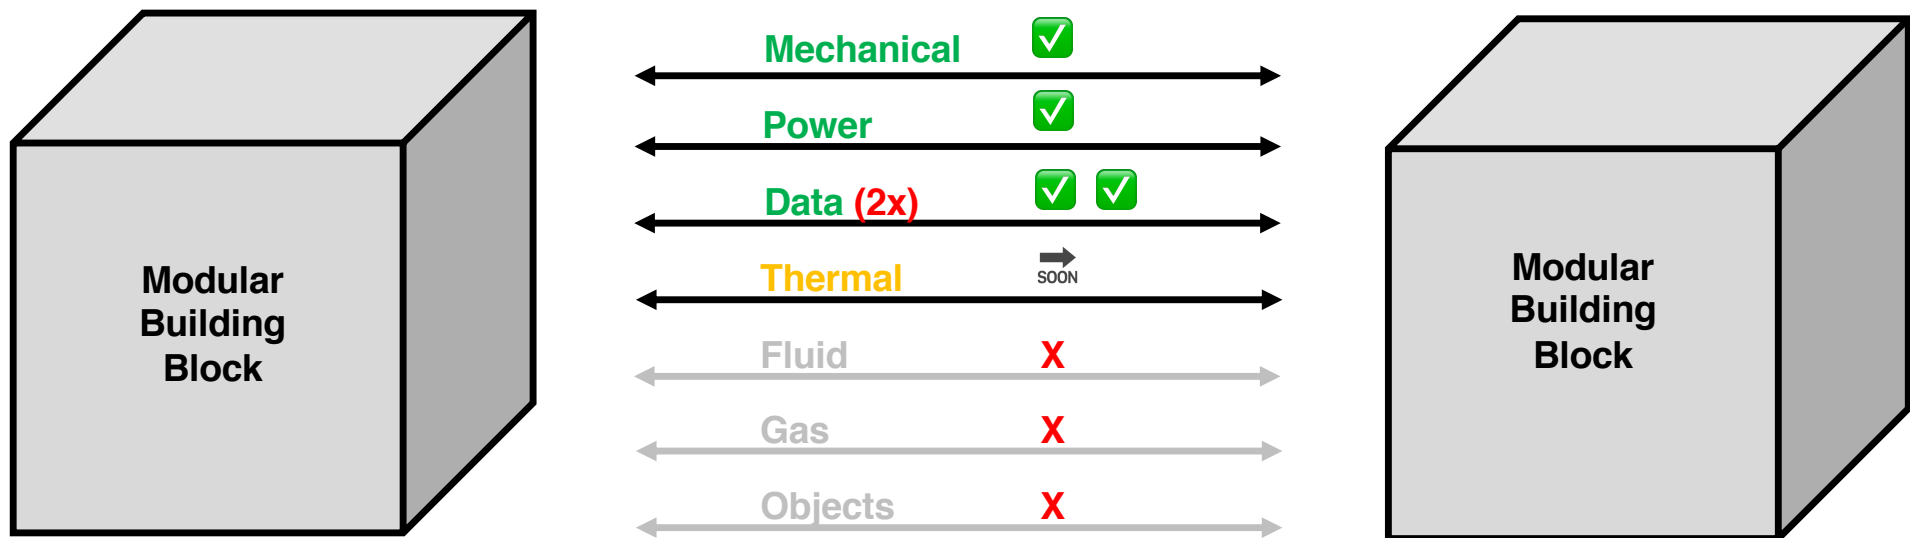 Modular
Building
Block
Mechanical ✅
Power ✅
Data (2x) ✅ ✅
Thermal SOON
Fluid X
Gas X
Objects X
Modular
Building
Block